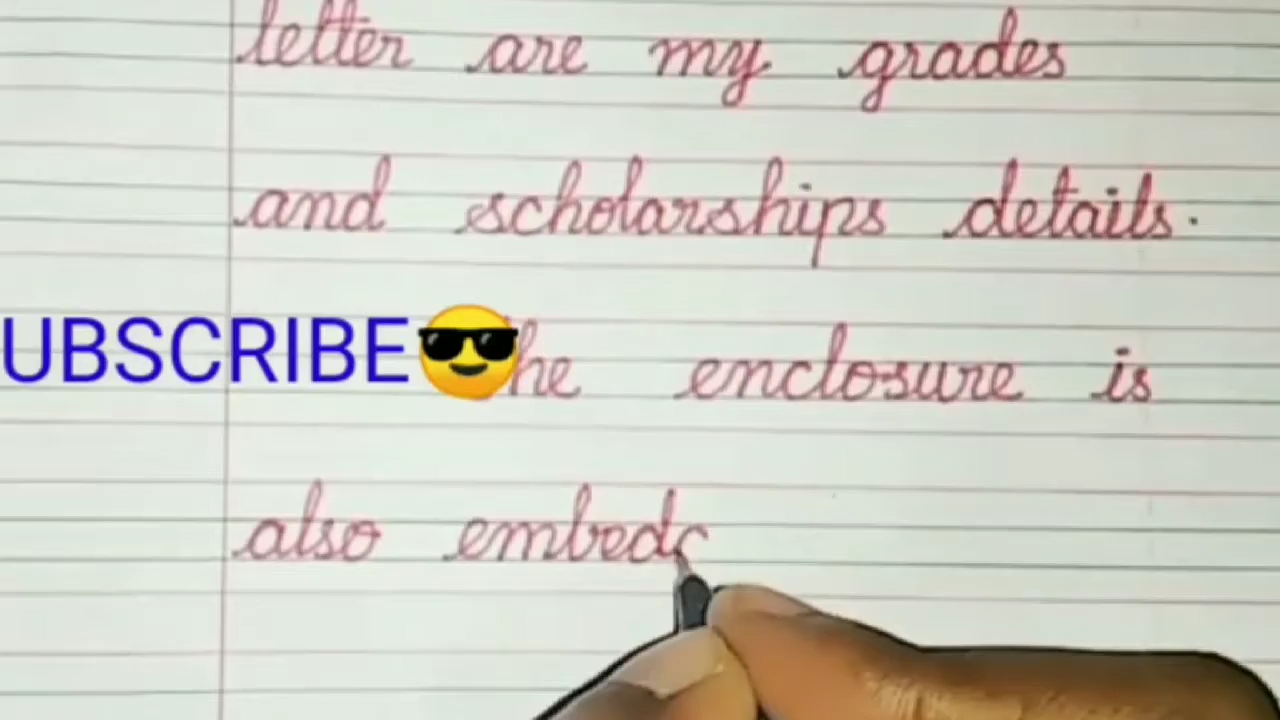 letter are my grades
and scholarships details.
UBSCRIBE😎he enclosure is
also embedc